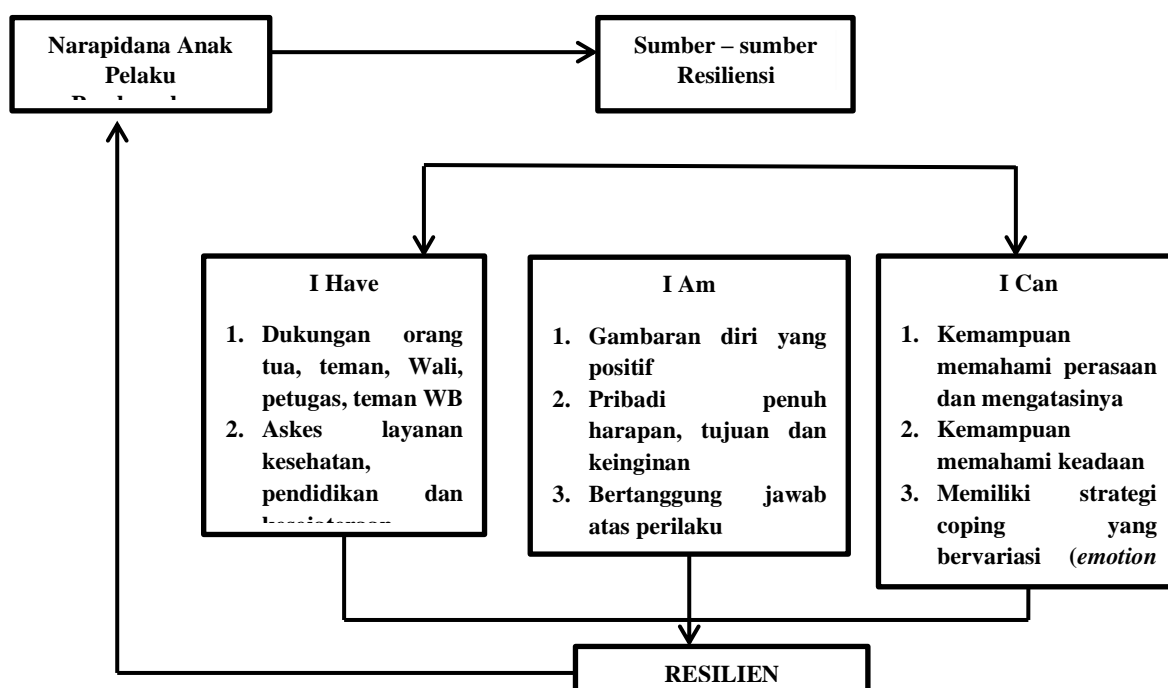 Narapidana Anak
Pelaku
Sumber – sumber
Resiliensi
I Have
1. Dukungan orang
tua, teman, Wali,
petugas, teman WB
2. Askes layanan
kesehatan,
pendidikan dan
I Am
1. Gambaran diri yang
positif
2. Pribadi penuh
harapan, tujuan dan
keinginan
3. Bertanggung jawab
atas perilaku
I Can
1. Kemampuan
memahami perasaan
dan mengatasinya
2. Kemampuan
memahami keadaan
3. Memiliki strategi
coping yang
bervariasi (emotion
RESILIEN